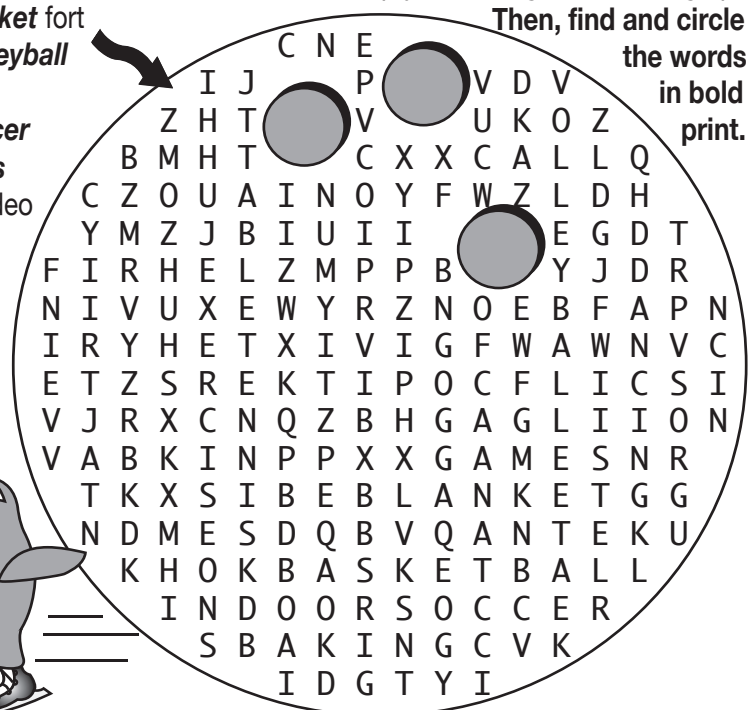 ket fort
eyball
cer
s
leo
Then, find and circle
the words
in bold
print.
C N E
I J P V D V
Z H T V U K O Z
B M H T C X X C A L L Q
C Z O U A I N O Y F W Z L D H
Y M Z J B I U I I E G D T
F I R H E L Z M P P B Y J D R
N I V U X E W Y R Z N O E B F A P N
I R Y H E T X I V I G F W A W N V C
E T Z S R E K T I P O C F L I C S I
V J R X C N Q Z B H G A G L I I O N
V A B K I N P P X X G A M E S N R
T K X S I B E B L A N K E T G G
N D M E S D Q B V Q A N T E K U
K H O K B A S K E T B A L L
I N D O O R S O C C E R
S B A K I N G C V K
I D G T Y I